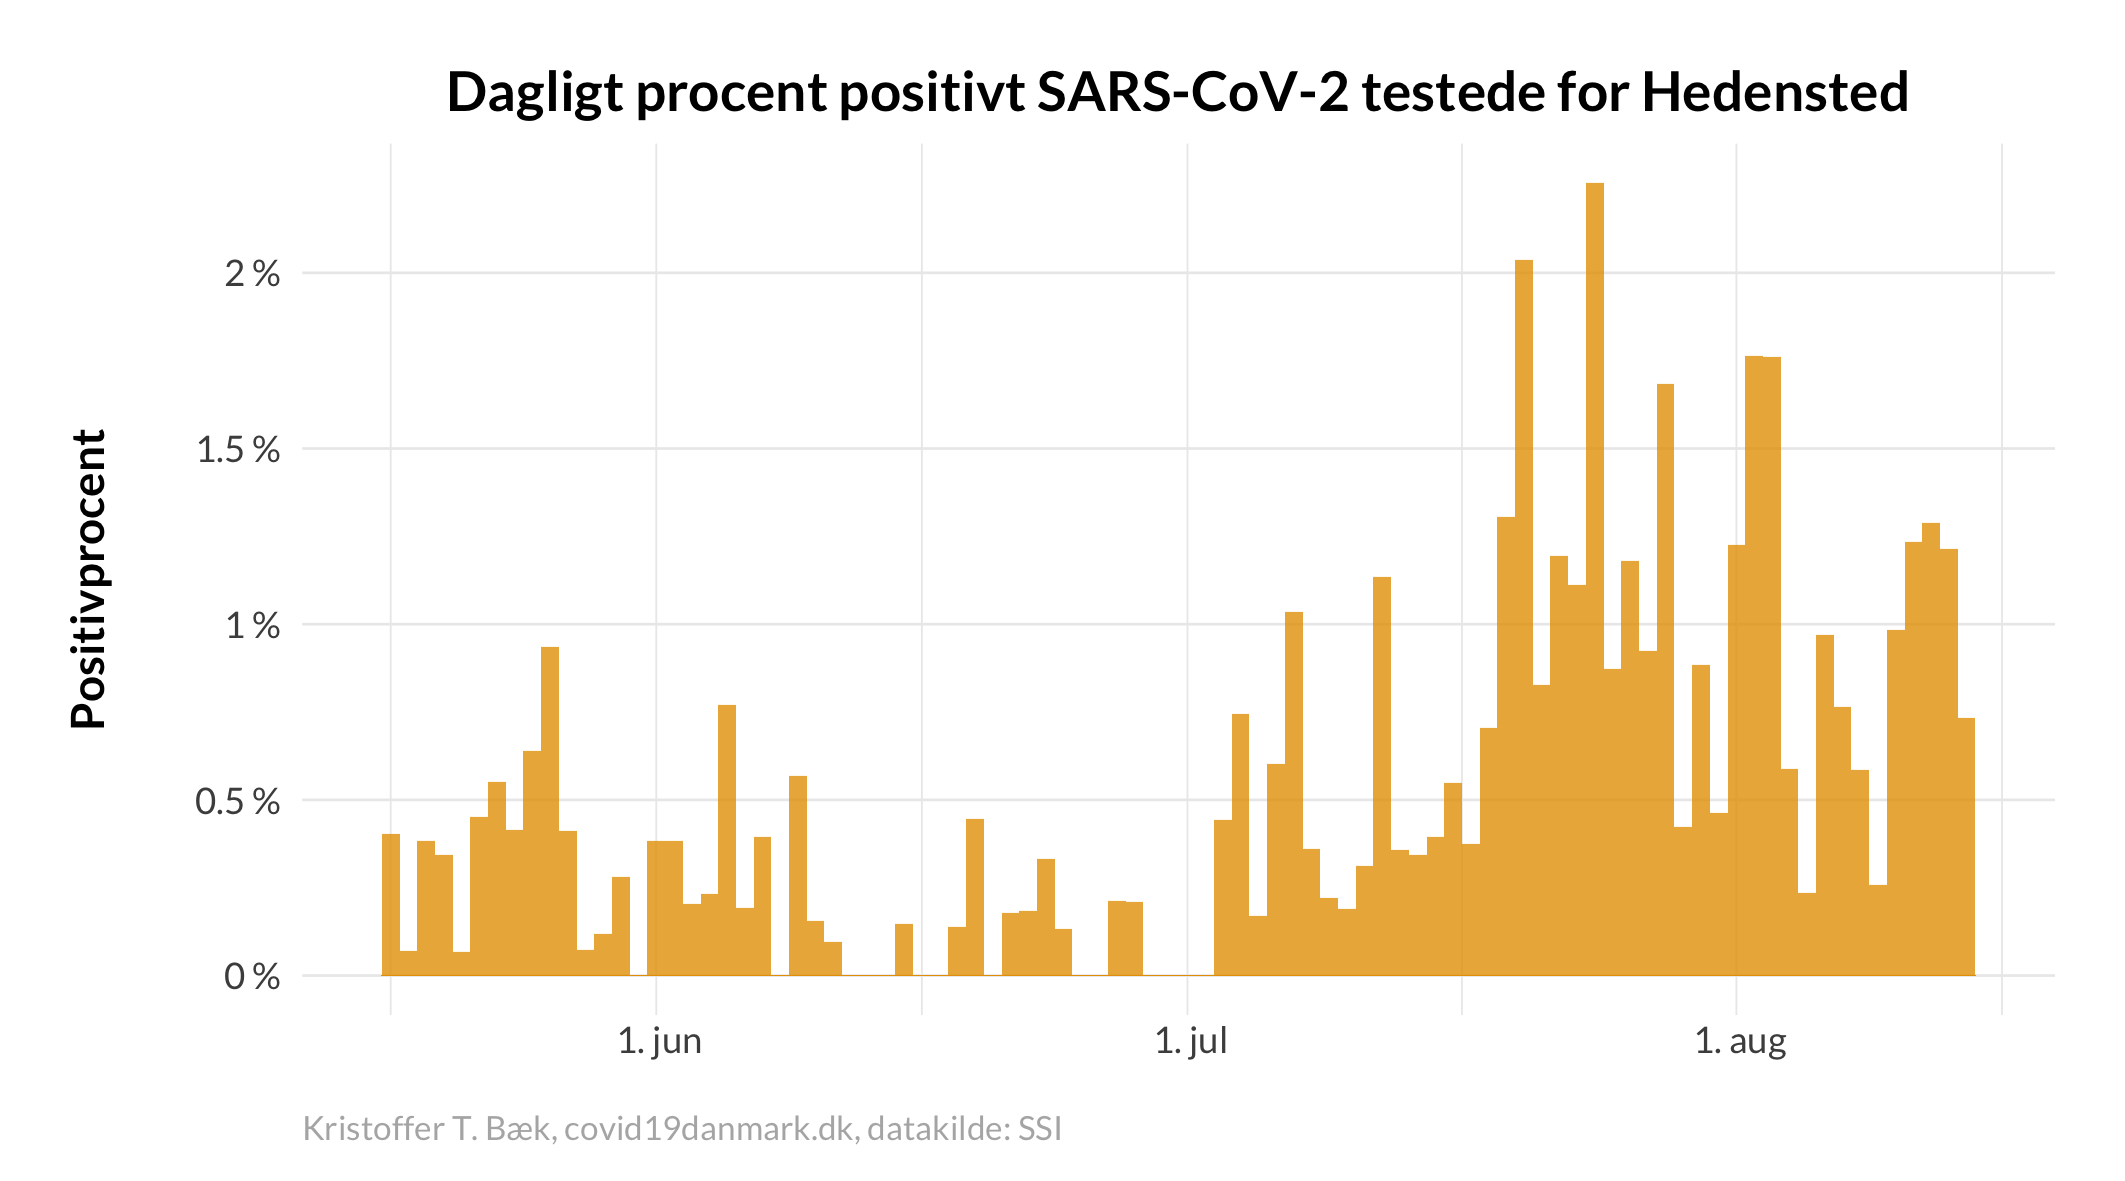 Dagligt procent positivt SARS-CoV-2 testede for Hedensted
Positivprocent
2 %
1.5 %
1 %
0.5 %
0 %
1. jun
1. jul
1. aug
Kristoffer T. Bæk, covid19danmark.dk, datakilde: SSI